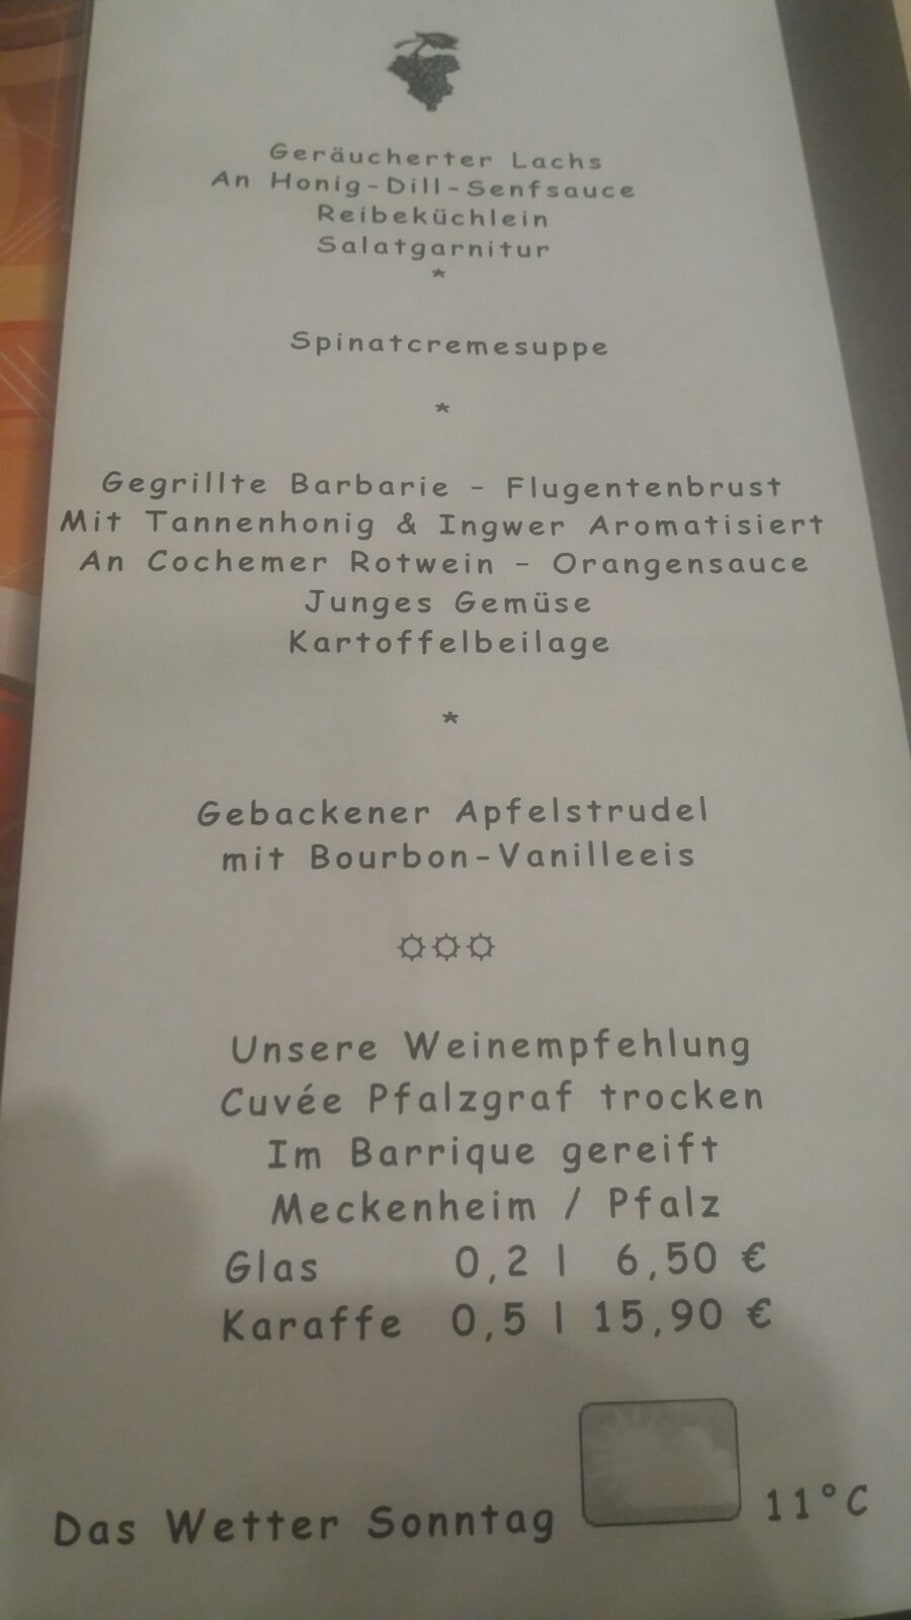 Geräucherter Lachs
An Honig-Dill-Senfsauce
Reibeküchlein
Salatgarnitur
*
Spinatcremesuppe
*
Gegrillte Barbarie - Flugentenbrust
Mit Tannenhonig & Ingwer Aromatisiert
An Cochemer Rotwein - Orangensauce
Junges Gemüse
Kartoffelbeilage
*
Gebackener Apfelstrudel
mit Bourbon-Vanilleeis
☼☼☼
Unsere Weinempfehlung
Cuvée Pfalzgraf trocken
Im Barrique gereift
Meckenheim / Pfalz
Glas 0,2 l 6,50 €
Karaffe 0,5 l 15,90 €
Das Wetter Sonntag 11°C